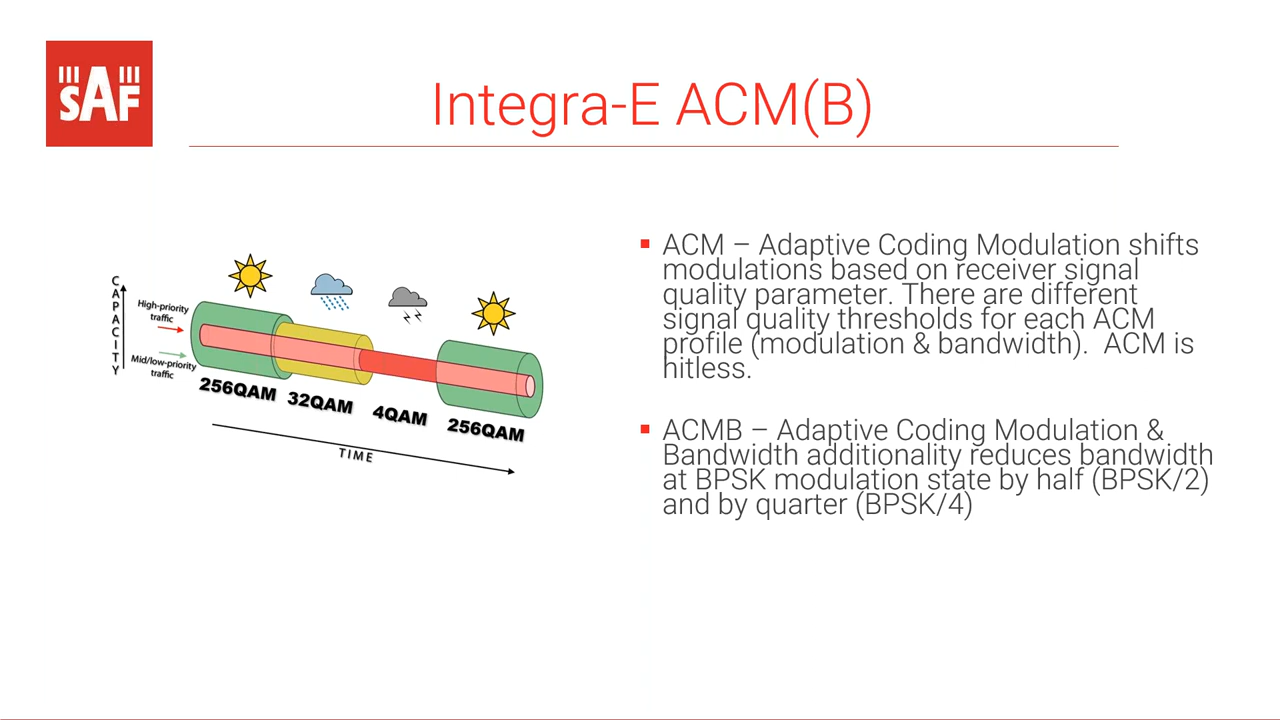 SAF
Integra-E ACM(B)
CAPACITY
High-priority
traffic
Mid/low-priority
traffic
256QAM
32QAM
4QAM
256QAM
TIME
▪ ACM – Adaptive Coding Modulation shifts
modulations based on receiver signal
quality parameter. There are different
signal quality thresholds for each ACM
profile (modulation & bandwidth).  ACM is
hitless.
▪ ACMB – Adaptive Coding Modulation &
Bandwidth additionality reduces bandwidth
at BPSK modulation state by half (BPSK/2)
and by quarter (BPSK/4)